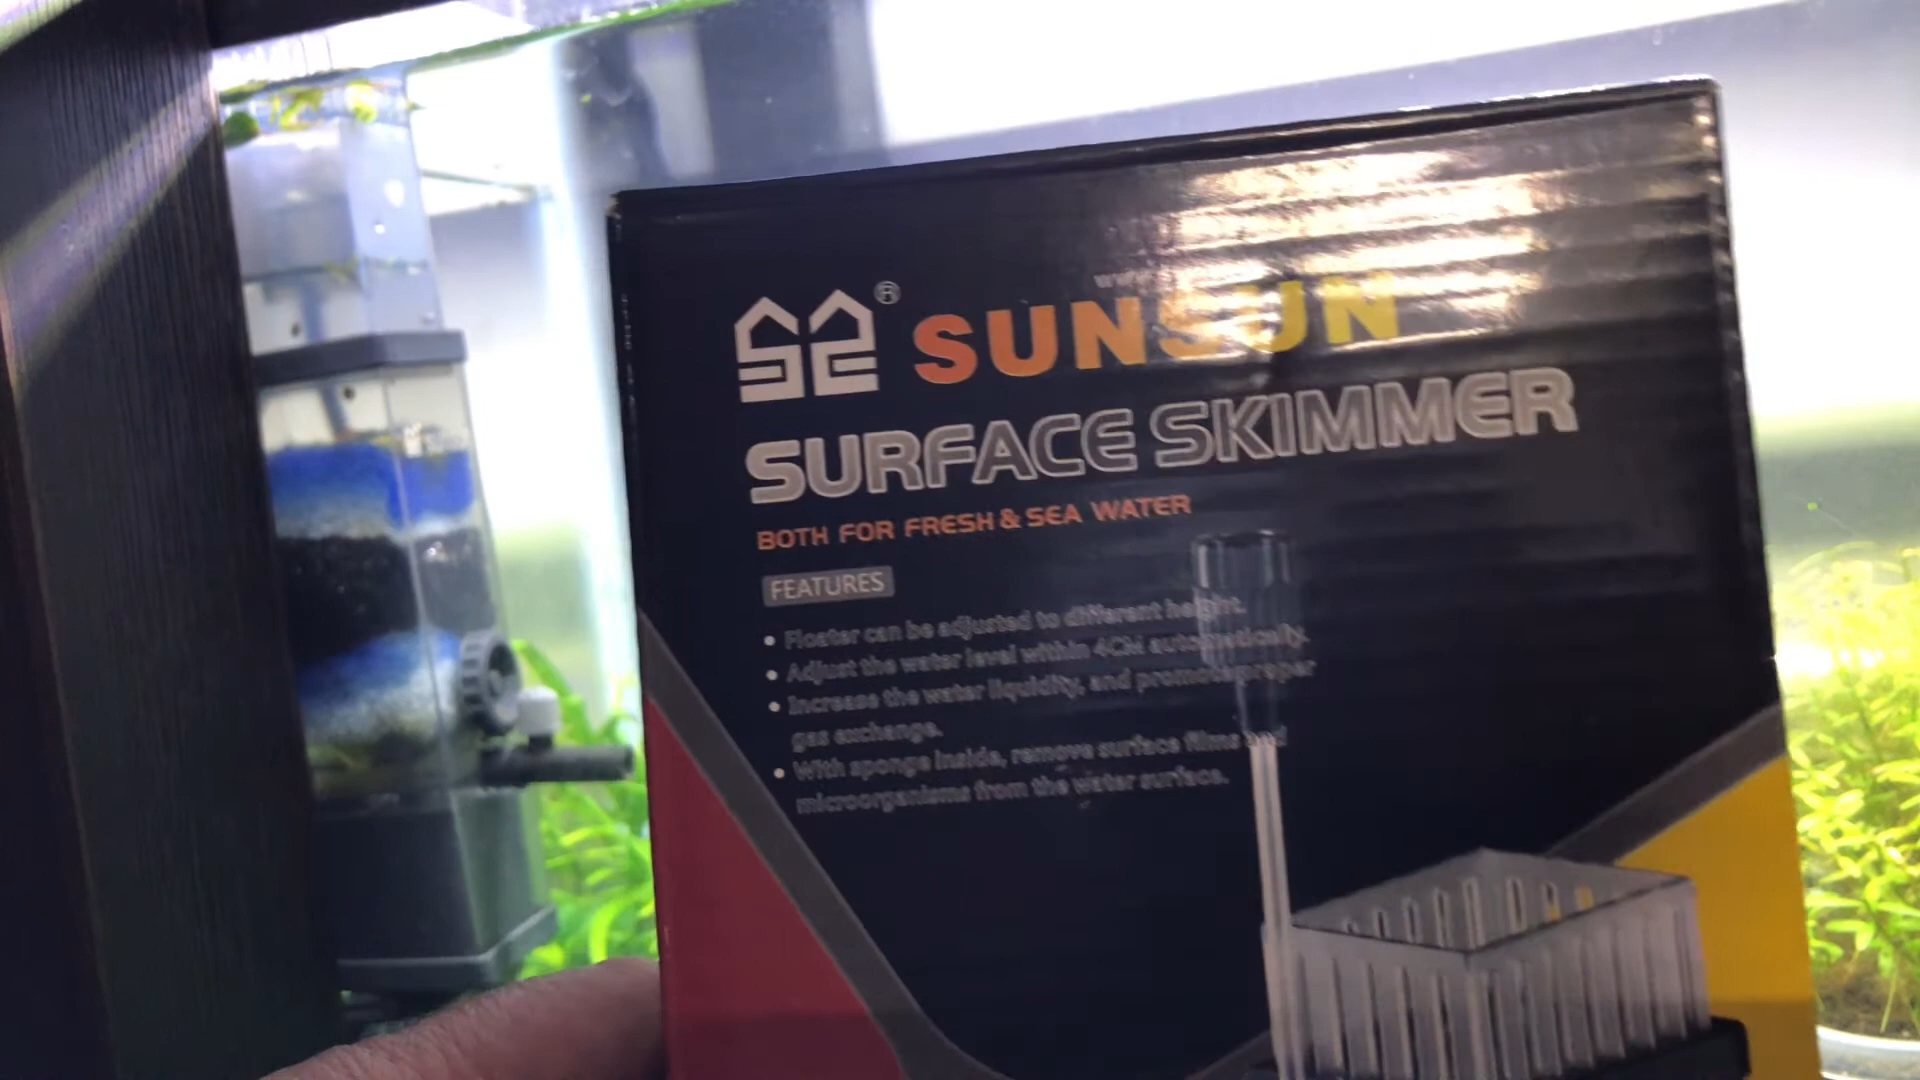 ®
SUNSUN
SURFACE SKIMMER
BOTH FOR FRESH & SEA WATER
FEATURES
• Floater can be adjusted to different height.
• Adjust the water level within 4CM automatically.
• Increase the water liquidity, and promote proper
gas exchange.
• With sponge inside, remove surface films and
microorganisms from the water surface.